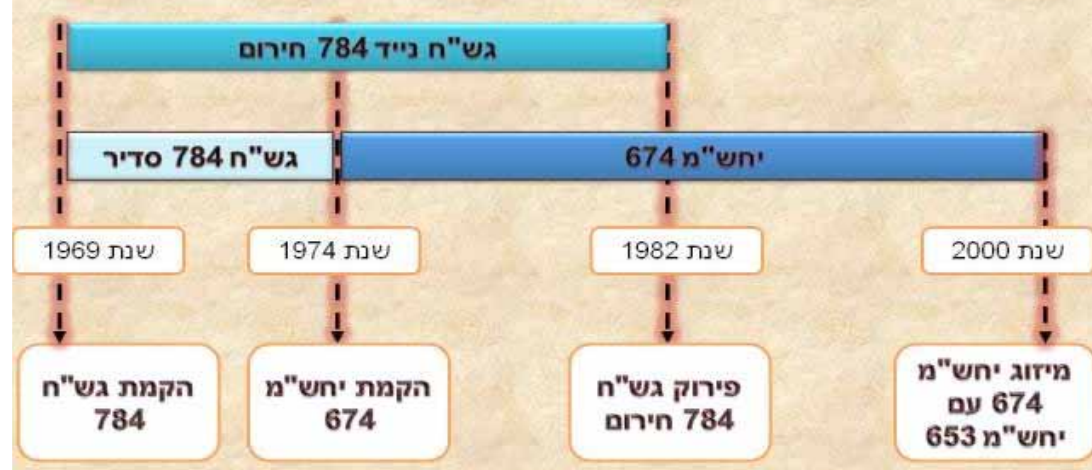 גש"ח נייד 784 חירום
גש"ח 784 סדיר
יחש"מ 674
שנת 1969
שנת 1974
שנת 1982
שנת 2000
הקמת גש"ח
784
הקמת יחש"מ
674
פירוק גש"ח
784 חירום
מיזוג יחש"מ
674 עם
יחש"מ 653